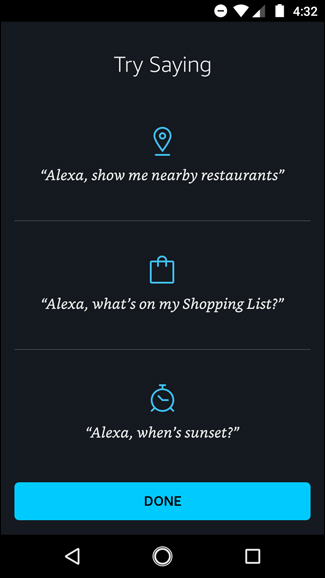 4:32
Try Saying
“Alexa, show me nearby restaurants”
“Alexa, what’s on my Shopping List?”
“Alexa, when’s sunset?”
DONE